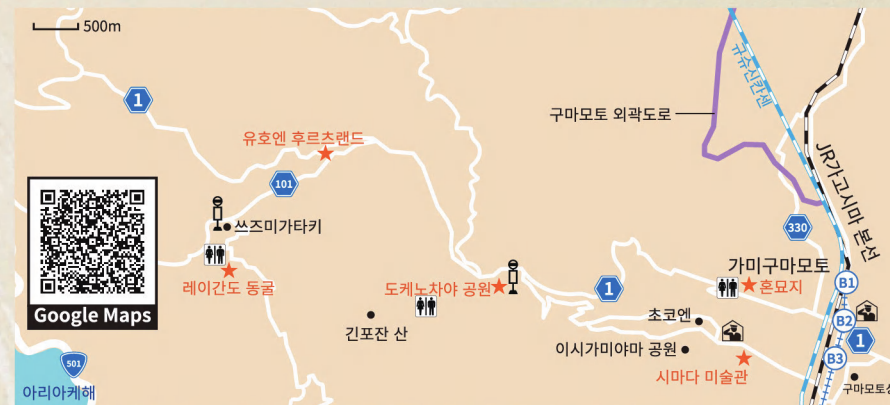 500m
규슈신칸센
1
구마모토 외곽도로
유호엔 후르츠랜드
JR가고시마 본선
101
쓰즈미가타키
330
가미구마모토
레이간도 동굴
도케노차야 공원
1
혼묘지
B1
Google Maps
긴포잔 산
초코엔
B2
이시가미야마 공원
1
501
시마다 미술관
B3
아리아케해